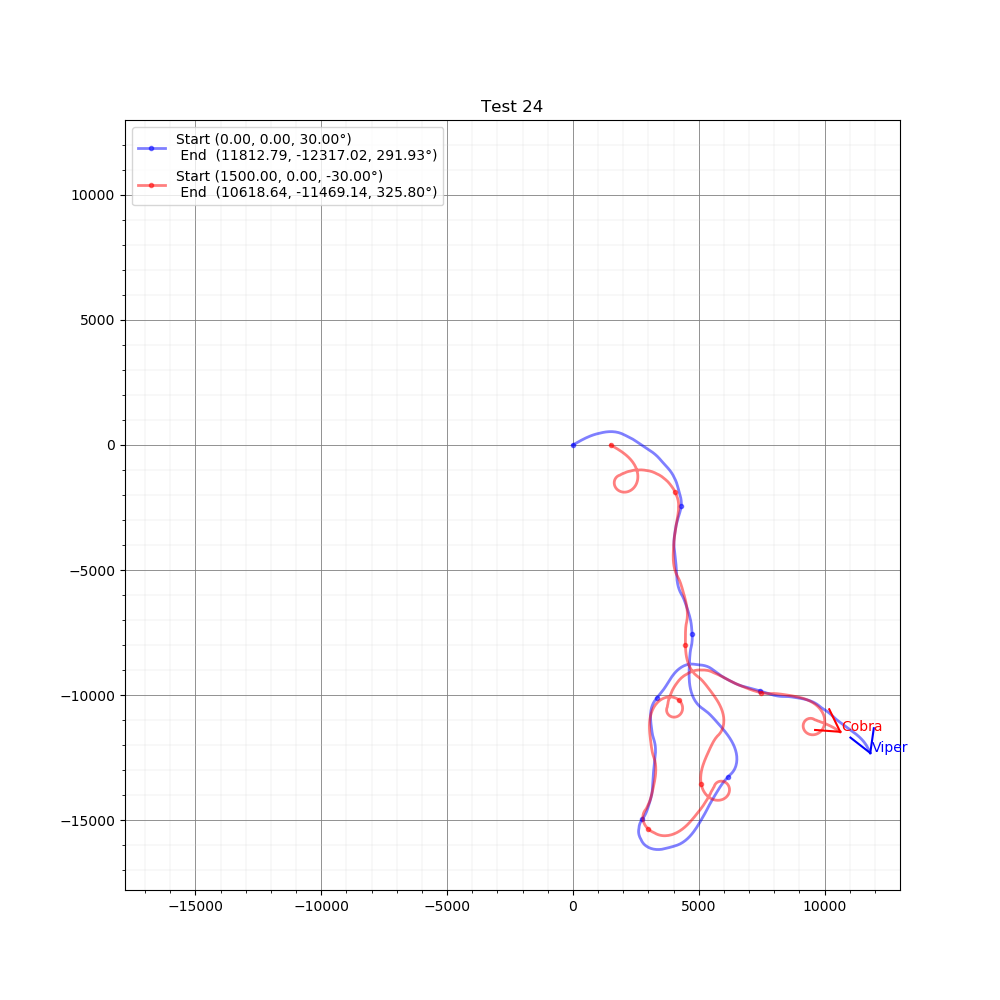 Test 24
Start (0.00, 0.00, 30.00°)
End (11812.79, -12317.02, 291.93°)
Start (1500.00, 0.00, -30.00°)
End (10618.64, -11469.14, 325.80°)
10000
5000
0
−5000
−10000
−15000
Cobra
Viper
−15000 −10000 −5000 0 5000 10000